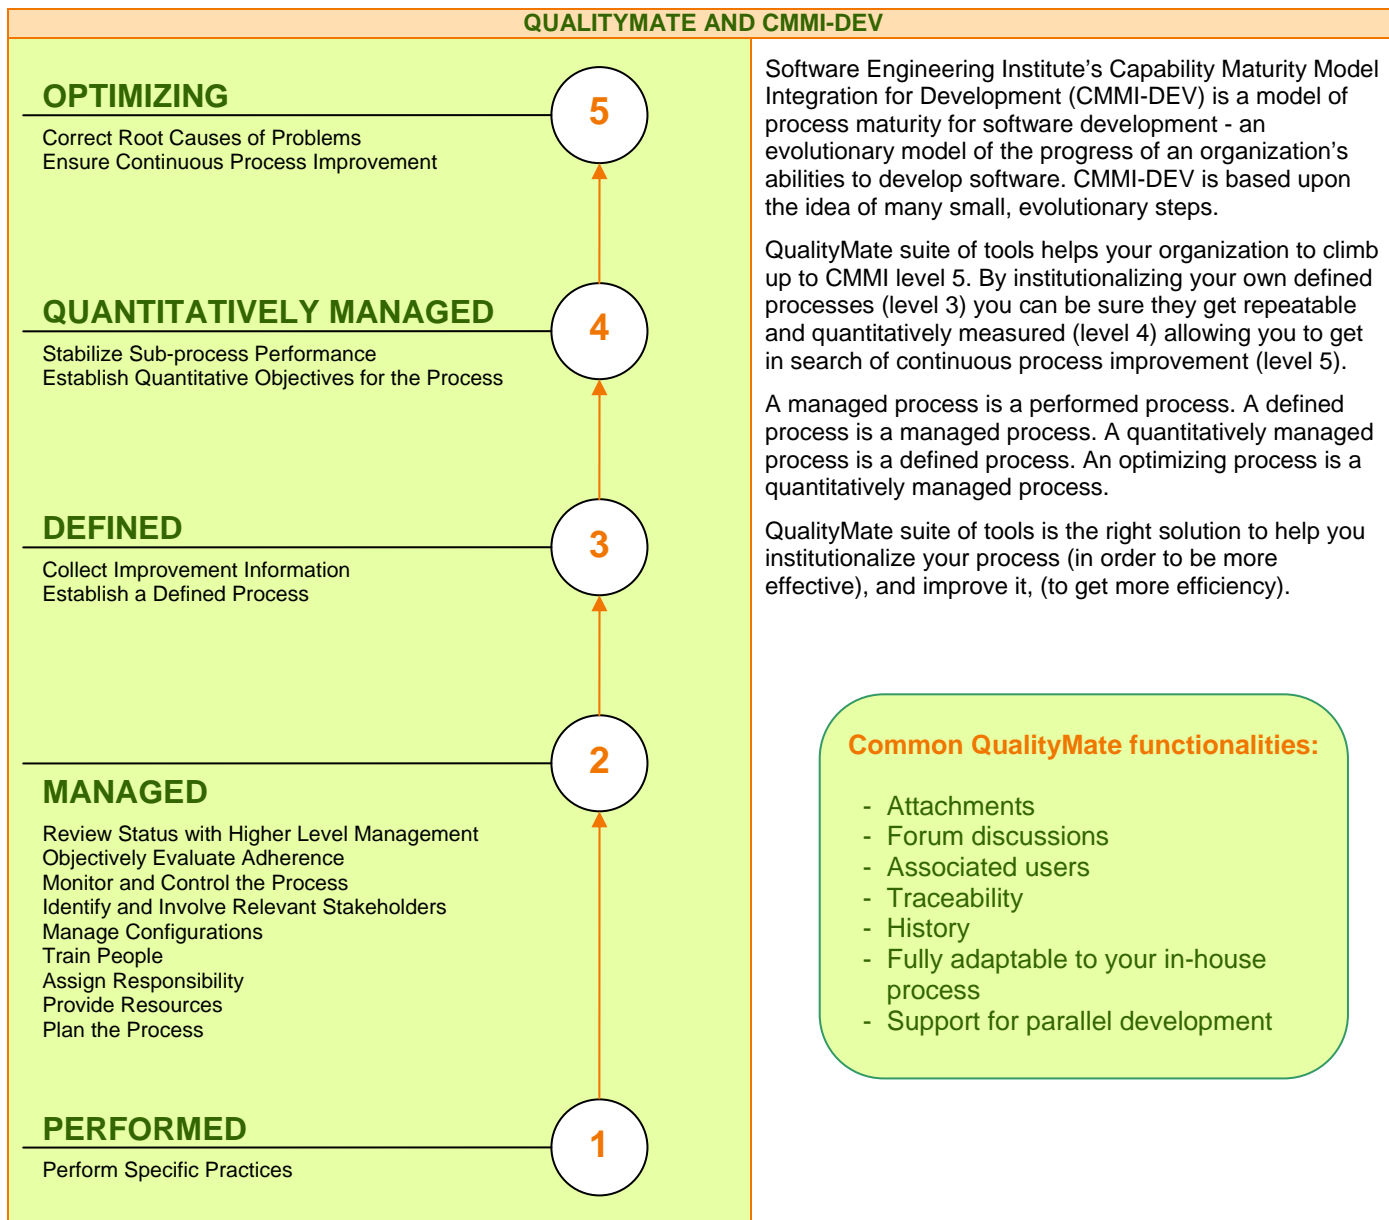 QUALITYMATE AND CMMI-DEV
OPTIMIZING
5
Correct Root Causes of Problems
Ensure Continuous Process Improvement
QUANTITATIVELY MANAGED
4
Stabilize Sub-process Performance
Establish Quantitative Objectives for the Process
DEFINED
3
Collect Improvement Information
Establish a Defined Process
2
MANAGED
Review Status with Higher Level Management
Objectively Evaluate Adherence
Monitor and Control the Process
Identify and Involve Relevant Stakeholders
Manage Configurations
Train People
Assign Responsibility
Provide Resources
Plan the Process
PERFORMED
1
Perform Specific Practices
Software Engineering Institute's Capability Maturity Model
Integration for Development (CMMI-DEV) is a model of
process maturity for software development - an
evolutionary model of the progress of an organization's
abilities to develop software. CMMI-DEV is based upon
the idea of many small, evolutionary steps.
QualityMate suite of tools helps your organization to climb
up to CMMI level 5. By institutionalizing your own defined
processes (level 3) you can be sure they get repeatable
and quantitatively measured (level 4) allowing you to get
in search of continuous process improvement (level 5).
A managed process is a performed process. A defined
process is a managed process. A quantitatively managed
process is a defined process. An optimizing process is a
quantitatively managed process.
QualityMate suite of tools is the right solution to help you
institutionalize your process (in order to be more
effective), and improve it, (to get more efficiency).
Common QualityMate functionalities:
- Attachments
- Forum discussions
- Associated users
- Traceability
- History
- Fully adaptable to your in-house
process
- Support for parallel development